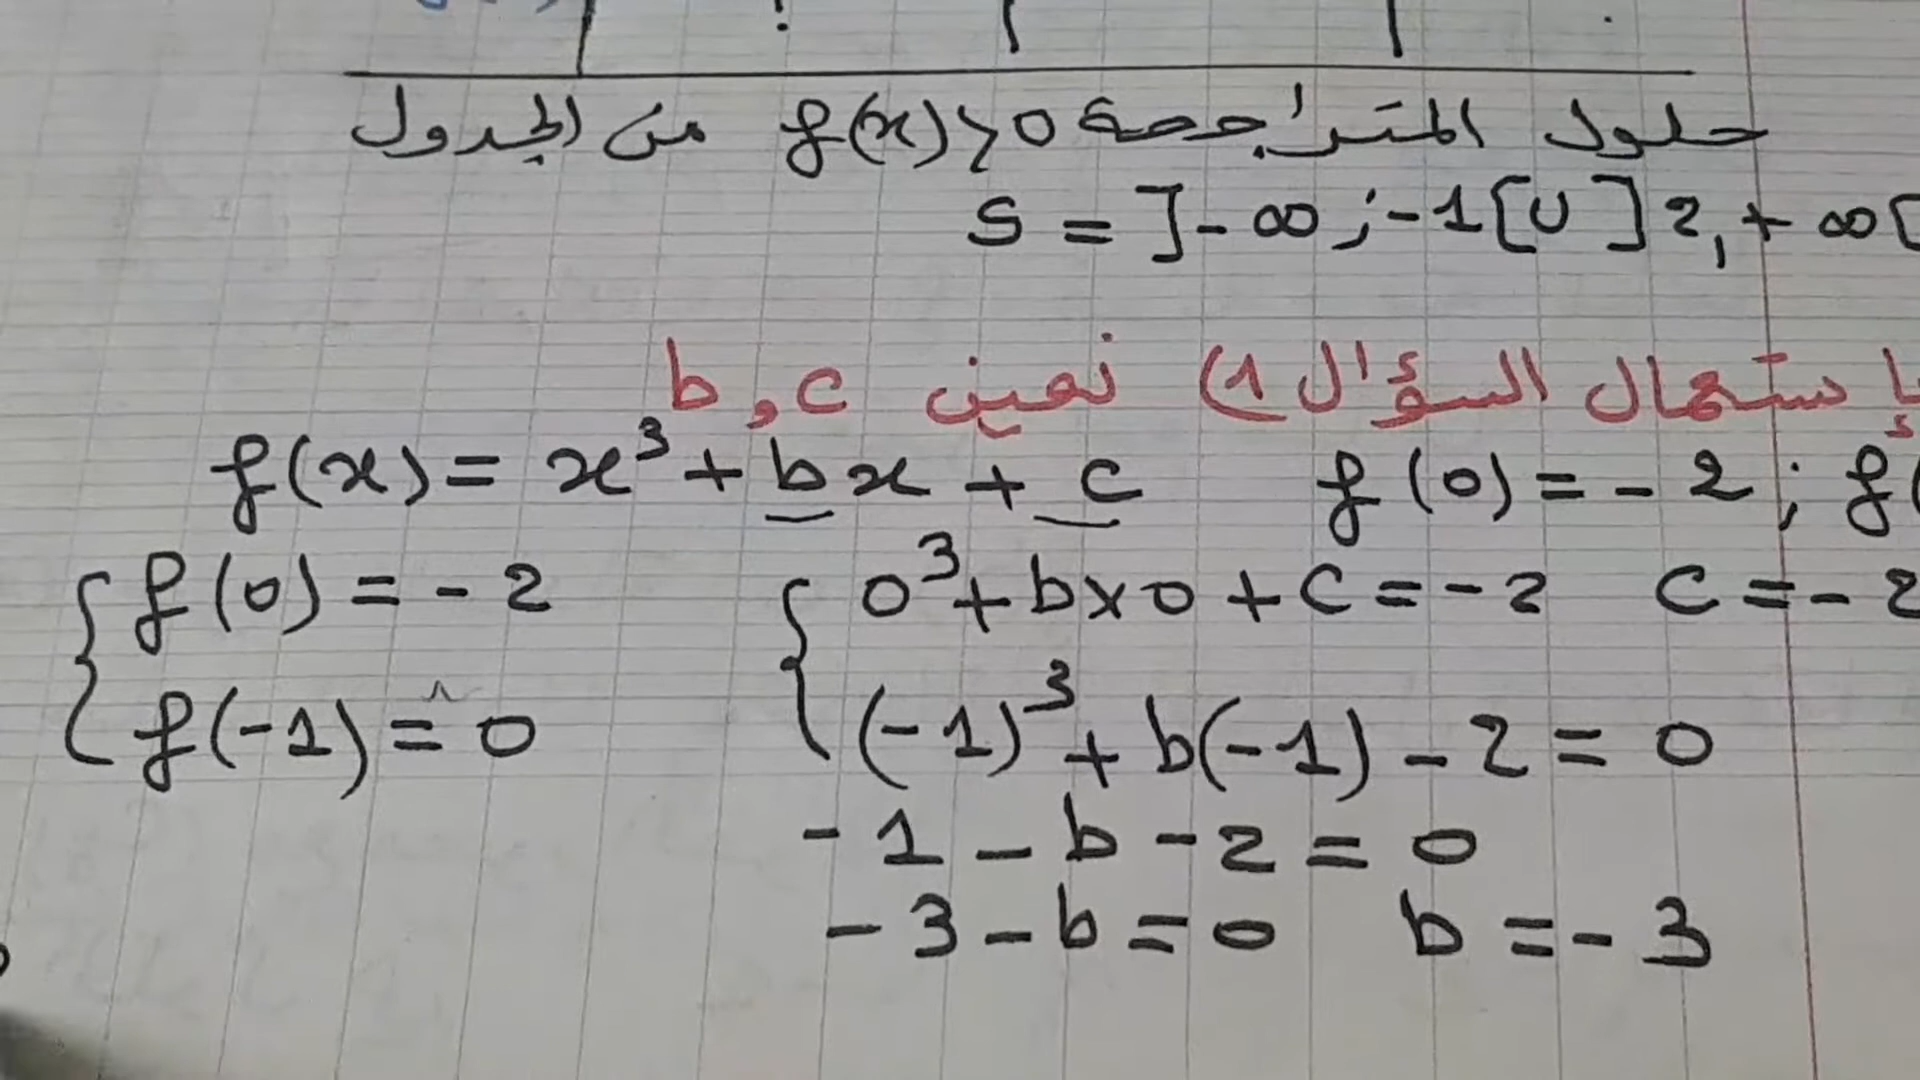 حلول المتراجحة f(x)>0 من الجدول
S = ]-∞;-1[U]2,+∞[
بإستعمال السؤال 1) نعين b,c
f(x) = x³ + bx + c f(0) = -2 ; f(
{ f(0) = -2 { 0³ + b×0 + c = -2 c = -2
f(-1) = 0 (-1)³ + b(-1) - 2 = 0
-1 - b - 2 = 0
-3 - b = 0 b = -3